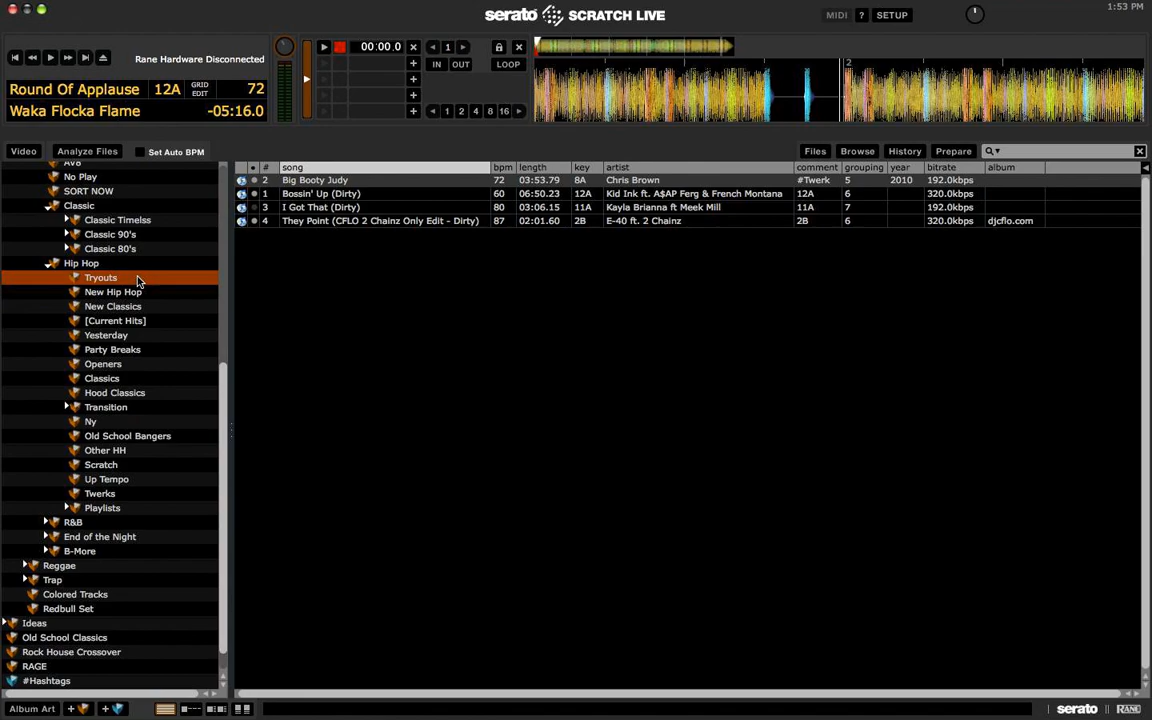 serato SCRATCH LIVE
MIDI ? SETUP
1:53 PM
Rane Hardware Disconnected
Round Of Applause 12A GRID EDIT 72
Waka Flocka Flame -05:16.0
00:00.0
1
IN OUT LOOP
1 2 4 8 16
2
Video Analyze Files Set Auto BPM
Files Browse History Prepare
# song bpm length key artist comment grouping year bitrate album
2 Big Booty Judy 72 03:53.79 8A Chris Brown #Twerk 5 2010 192.0kbps
1 Bossin' Up (Dirty) 60 06:50.23 12A Kid Ink ft. A$AP Ferg & French Montana 12A 6 320.0kbps
3 I Got That (Dirty) 80 03:06.15 11A Kayla Brianna ft Meek Mill 11A 7 192.0kbps
4 They Point (CFLO 2 Chainz Only Edit - Dirty) 87 02:01.60 2B E-40 ft. 2 Chainz 2B 6 320.0kbps djcflo.com
AV8
No Play
SORT NOW
Classic
Classic Timelss
Classic 90's
Classic 80's
Hip Hop
Tryouts
New Hip Hop
New Classics
[Current Hits]
Yesterday
Party Breaks
Openers
Classics
Hood Classics
Transition
Ny
Old School Bangers
Other HH
Scratch
Up Tempo
Twerks
Playlists
R&B
End of the Night
B-More
Reggae
Trap
Colored Tracks
Redbull Set
Ideas
Old School Classics
Rock House Crossover
RAGE
#Hashtags
Album Art
serato RANE